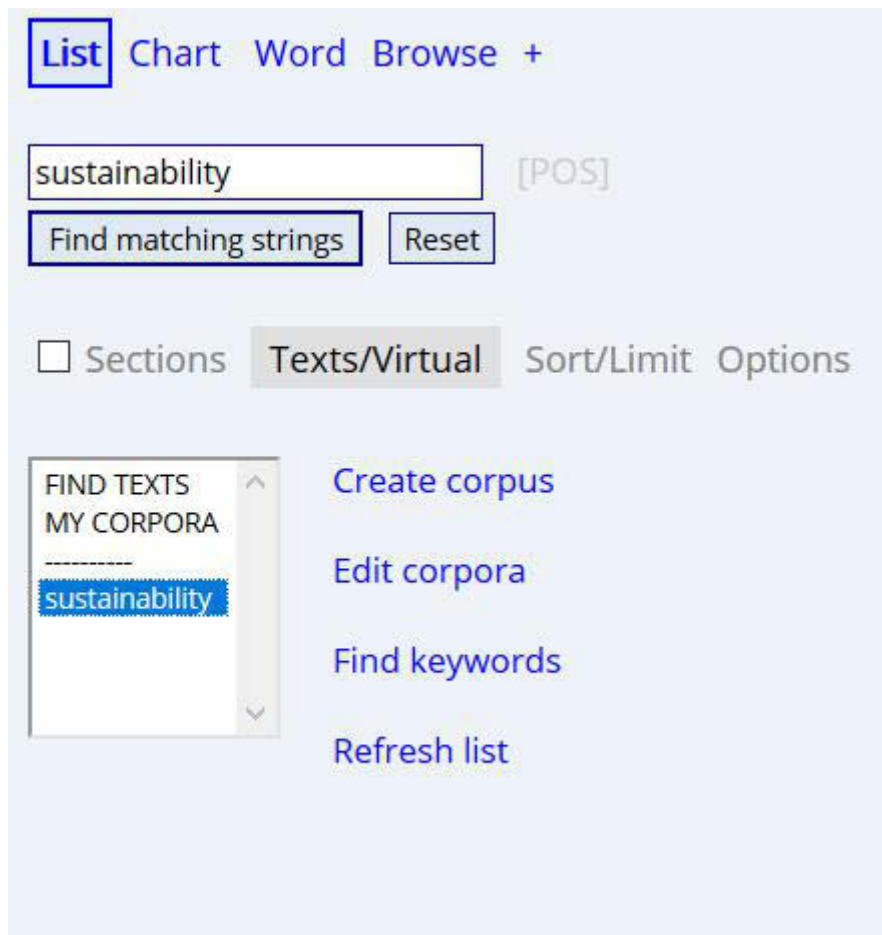 List Chart Word Browse +
sustainability [POS]
Find matching strings Reset
Sections Texts/Virtual Sort/Limit Options
FIND TEXTS
MY CORPORA
----------
sustainability
Create corpus
Edit corpora
Find keywords
Refresh list